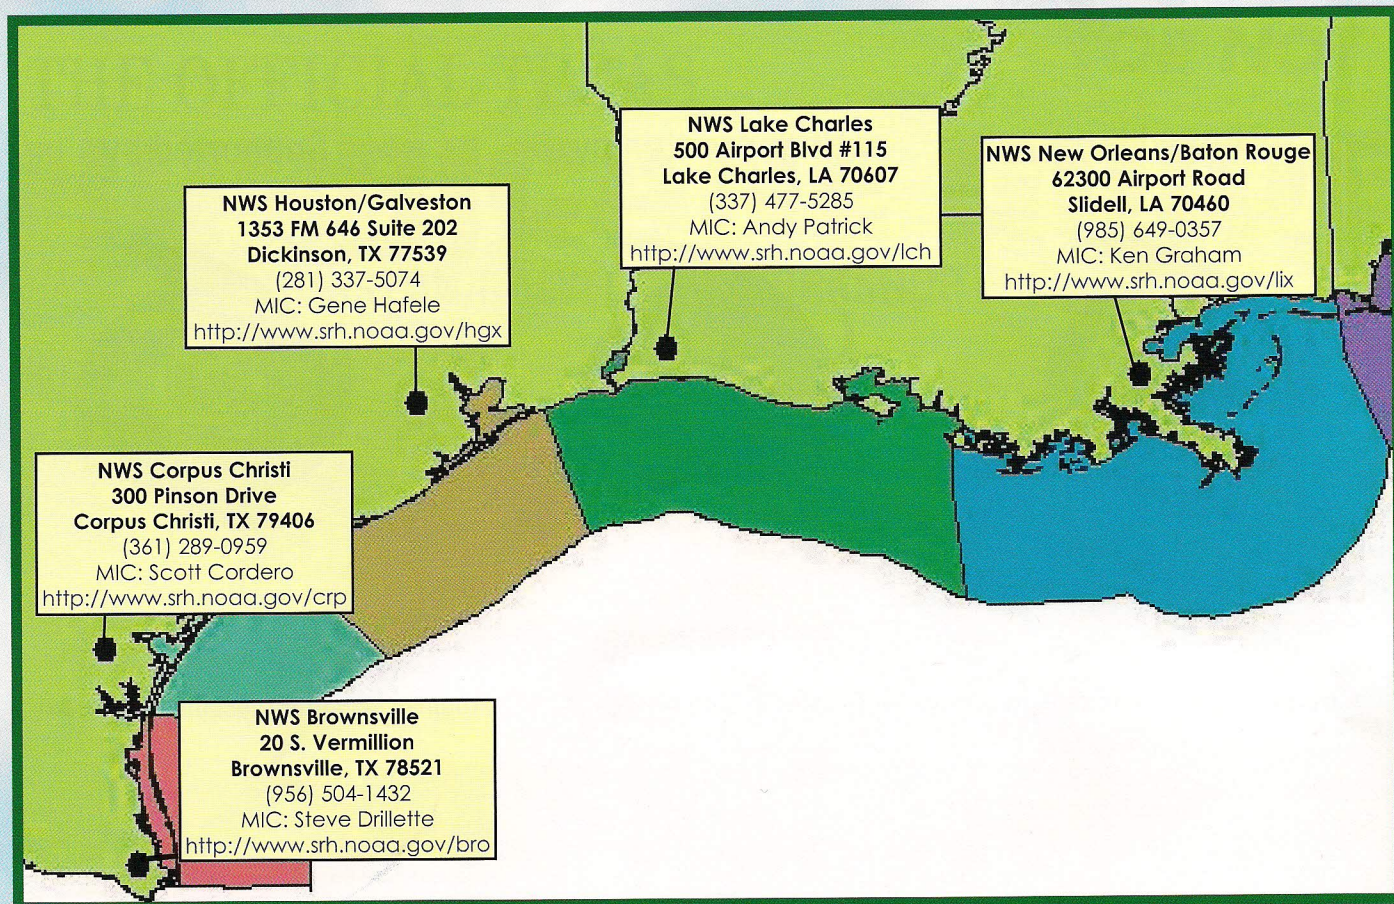 NWS Lake Charles
500 Airport Blvd #115
Lake Charles, LA 70607
(337) 477-5285
MIC: Andy Patrick
http://www.srh.noaa.gov/lch
NWS New Orleans/Baton Rouge
62300 Airport Road
Slidell, LA 70460
(985) 649-0357
MIC: Ken Graham
http://www.srh.noaa.gov/lix
NWS Houston/Galveston
1353 FM 646 Suite 202
Dickinson, TX 77539
(281) 337-5074
MIC: Gene Hafele
http://www.srh.noaa.gov/hgx
NWS Corpus Christi
300 Pinson Drive
Corpus Christi, TX 79406
(361) 289-0959
MIC: Scott Cordero
http://www.srh.noaa.gov/crp
NWS Brownsville
20 S. Vermillion
Brownsville, TX 78521
(956) 504-1432
MIC: Steve Drillette
http://www.srh.noaa.gov/bro